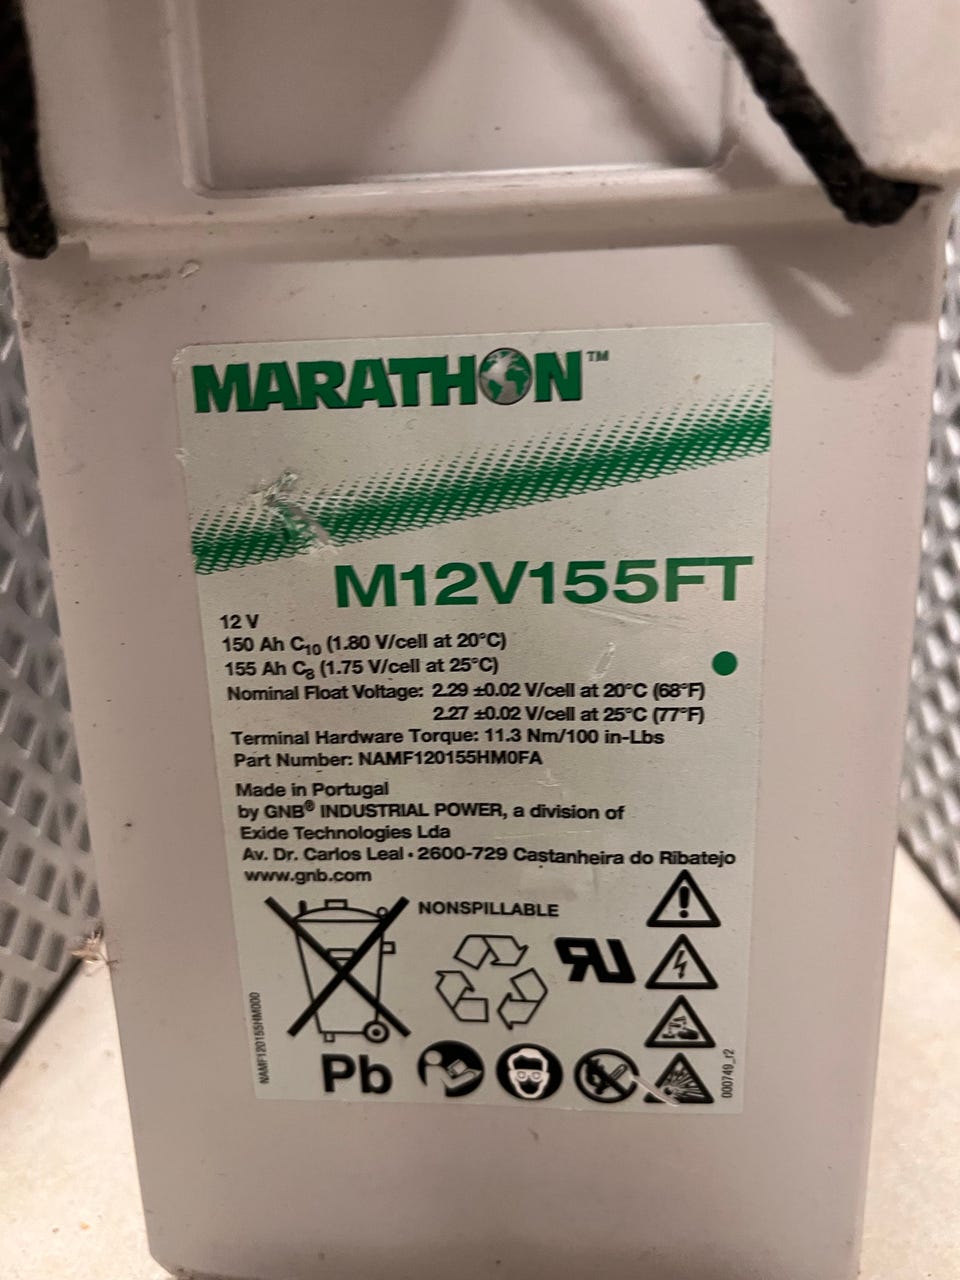 MARATHON™
M12V155FT
12 V
150 Ah C10 (1.80 V/cell at 20°C)
155 Ah C8 (1.75 V/cell at 25°C)
Nominal Float Voltage: 2.29 ±0.02 V/cell at 20°C (68°F)
2.27 ±0.02 V/cell at 25°C (77°F)
Terminal Hardware Torque: 11.3 Nm/100 in-Lbs
Part Number: NAMF120155HM0FA
Made in Portugal
by GNB® INDUSTRIAL POWER, a division of
Exide Technologies Lda
Av. Dr. Carlos Leal • 2600-729 Castanheira do Ribatejo
www.gnb.com
NONSPILLABLE
Pb
NAMF120155HM000
000749_r2